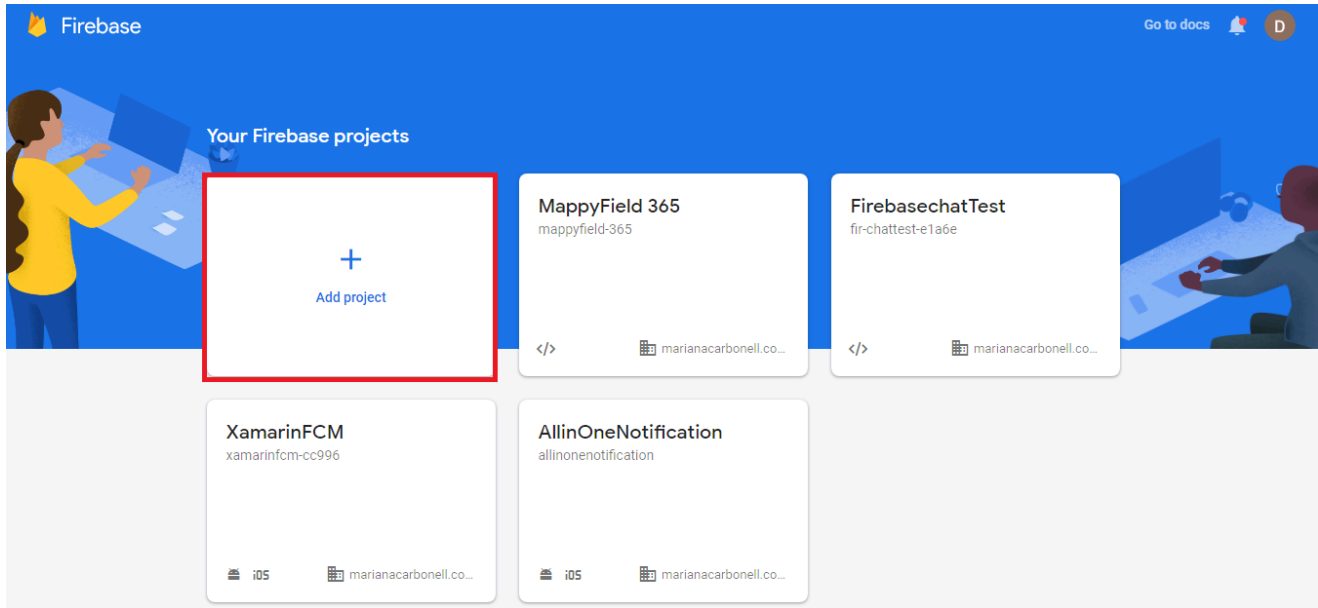 Firebase
Go to docs
D
Your Firebase projects
Add project
MappyField 365
mappyfield-365
</>
marianacarbonell.co...
FirebasechatTest
fir-chattest-e1a6e
</>
marianacarbonell.co...
XamarinFCM
xamarinfcm-cc996
iOS
marianacarbonell.co...
AllinOneNotification
allinonenotification
iOS
marianacarbonell.co...